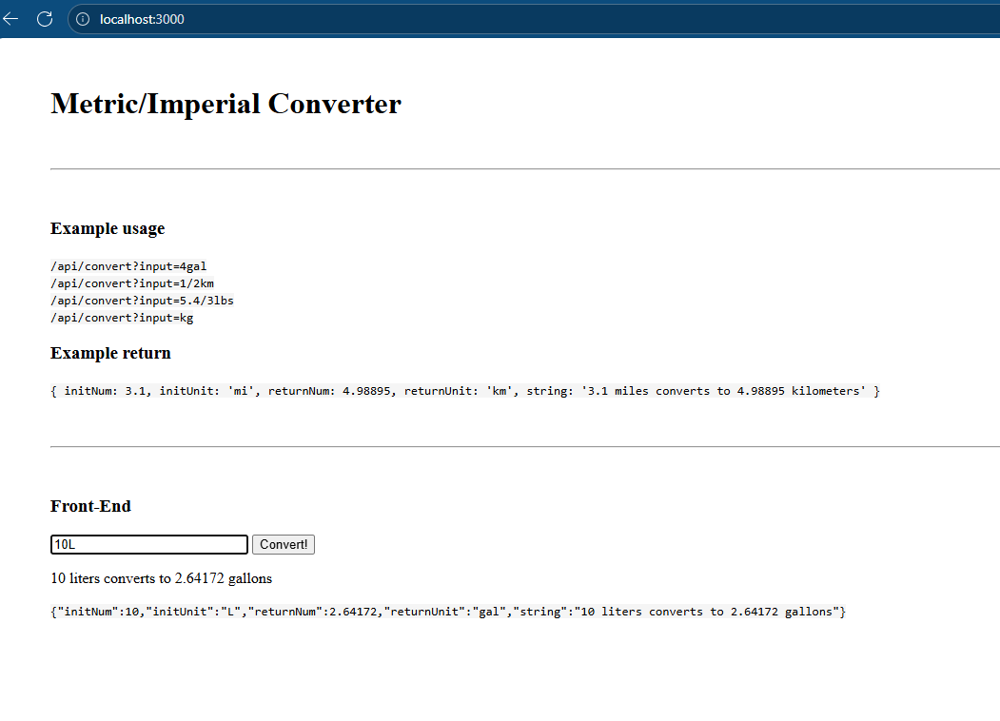 localhost:3000
Metric/Imperial Converter
Example usage
/api/convert?input=4gal
/api/convert?input=1/2km
/api/convert?input=5.4/3lbs
/api/convert?input=kg
Example return
{ initNum: 3.1, initUnit: 'mi', returnNum: 4.98895, returnUnit: 'km', string: '3.1 miles converts to 4.98895 kilometers' }
Front-End
10L Convert!
10 liters converts to 2.64172 gallons
{"initNum":10,"initUnit":"L","returnNum":2.64172,"returnUnit":"gal","string":"10 liters converts to 2.64172 gallons"}